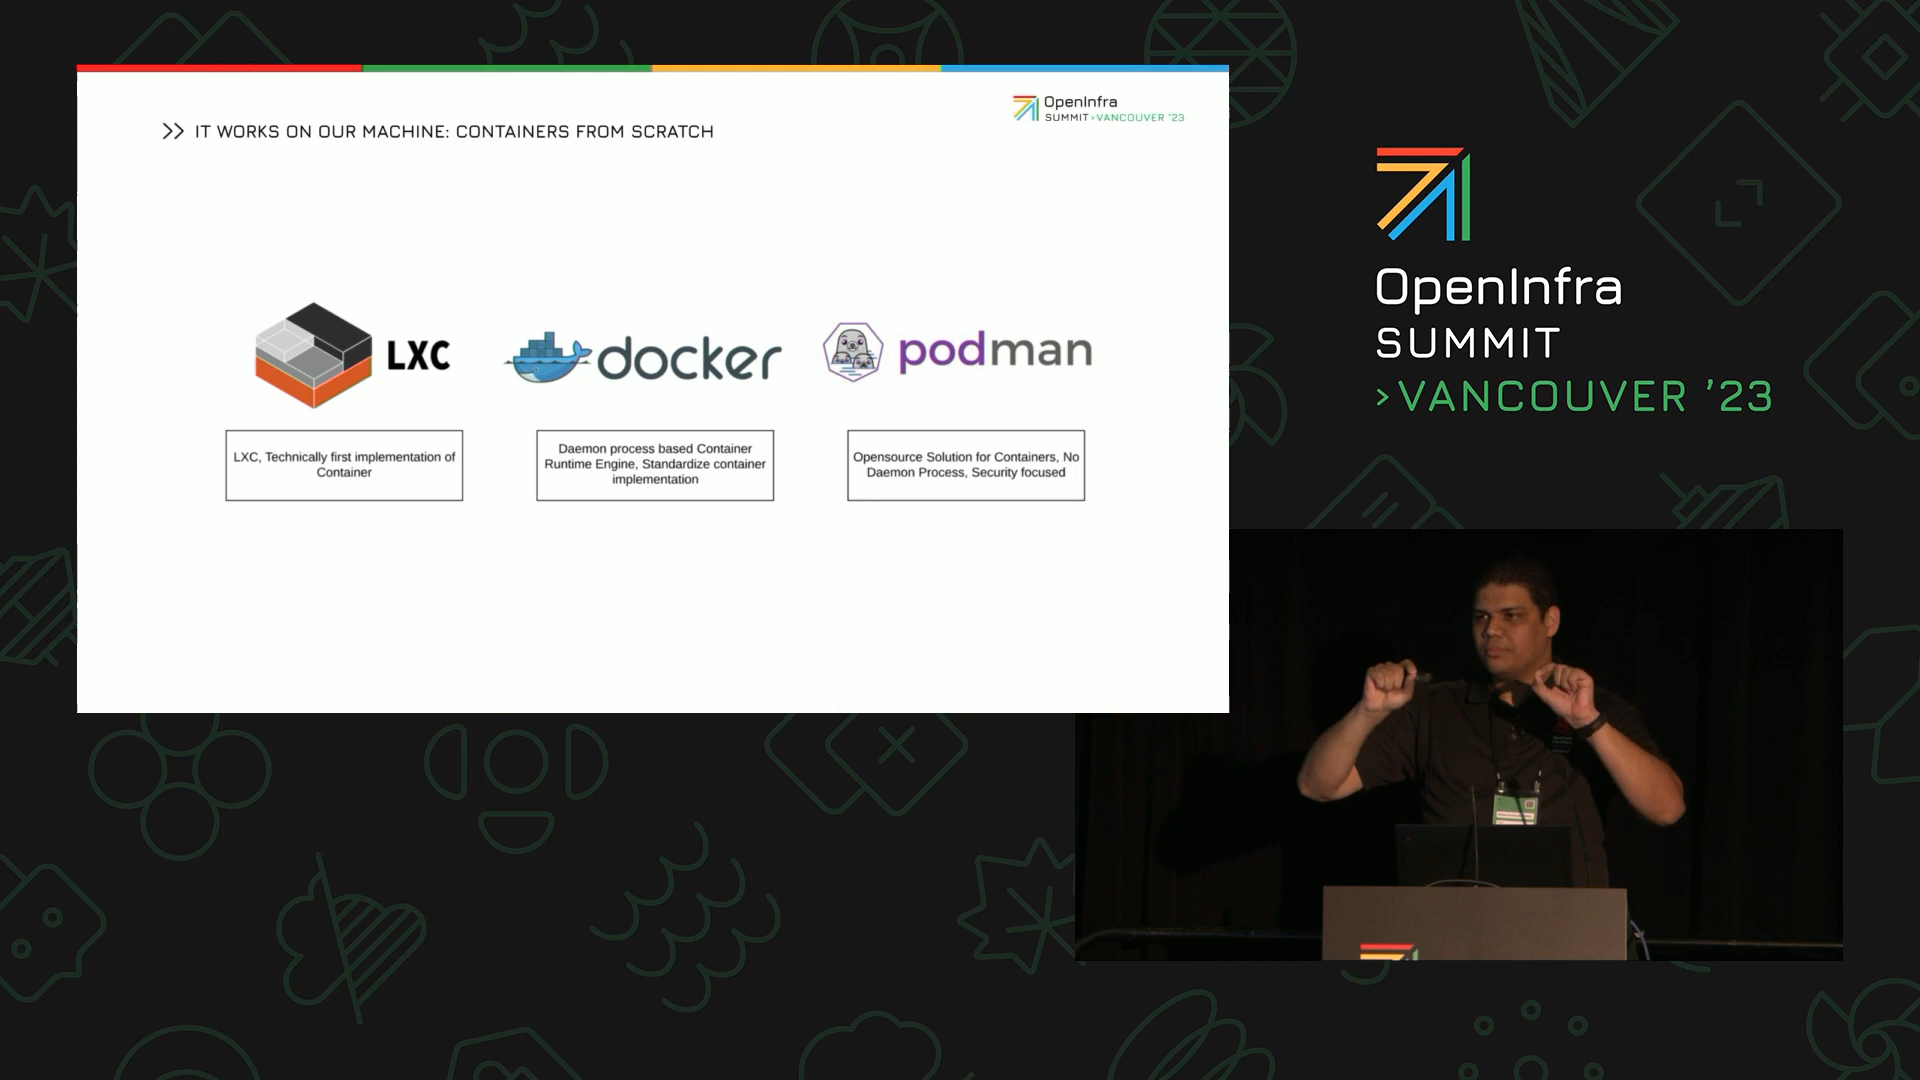 >> IT WORKS ON OUR MACHINE: CONTAINERS FROM SCRATCH
OpenInfra
SUMMIT›VANCOUVER '23
LXC
docker
podman
LXC, Technically first implementation of
Container
Daemon process based Container
Runtime Engine, Standardize container
implementation
Opensource Solution for Containers, No
Daemon Process, Security focused
OpenInfra
SUMMIT
›VANCOUVER '23